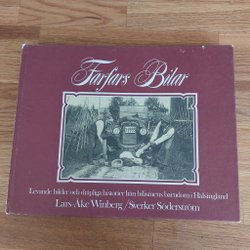 Farfars Bilar
Levande bilder och dråpliga historier från bilismens barndom i Hälsingland
Lars-Åke Winberg / Sverker Söderström